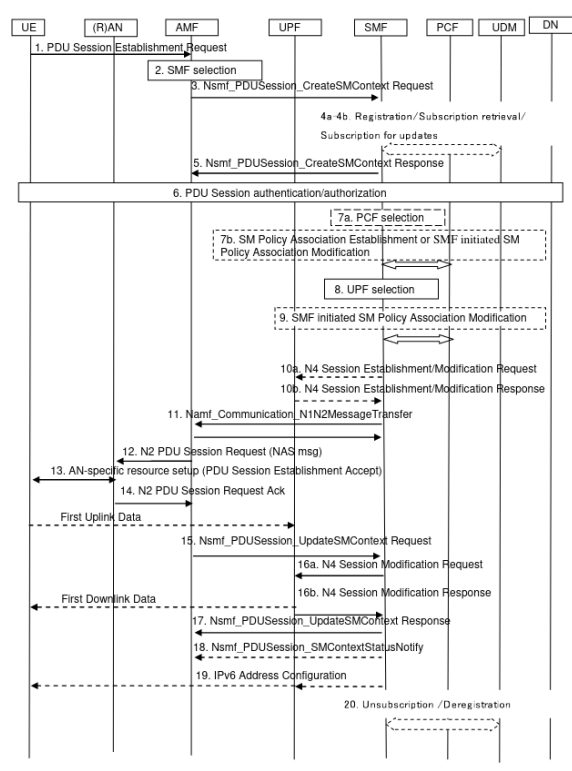 UE
(R)AN
AMF
UPF
SMF
PCF
UDM
DN
1. PDU Session Establishment Request
2. SMF selection
3. Nsmf_PDUSession_CreateSMContext Request
4a-4b. Registration/Subscription retrieval/
Subscription for updates
5. Nsmf_PDUSession_CreateSMContext Response
6. PDU Session authentication/authorization
7a. PCF selection
7b. SM Policy Association Establishment or SMF initiated SM
Policy Association Modification
8. UPF selection
9. SMF initiated SM Policy Association Modification
10a. N4 Session Establishment/Modification Request
10b. N4 Session Establishment/Modification Response
11. Namf_Communication_N1N2MessageTransfer
12. N2 PDU Session Request (NAS msg)
13. AN-specific resource setup (PDU Session Establishment Accept)
14. N2 PDU Session Request Ack
First Uplink Data
15. Nsmf_PDUSession_UpdateSMContext Request
16a. N4 Session Modification Request
16b. N4 Session Modification Response
First Downlink Data
17. Nsmf_PDUSession_UpdateSMContext Response
18. Nsmf_PDUSession_SMContextStatusNotify
19. IPv6 Address Configuration
20. Unsubscription /Deregistration